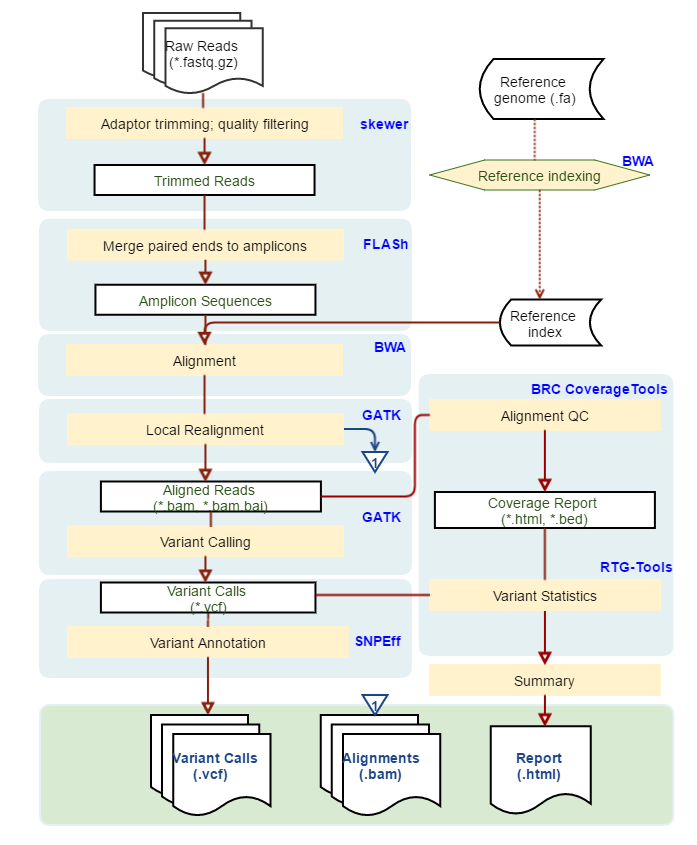 Raw Reads
(*.fastq.gz)
Reference
genome (.fa)
Adaptor trimming; quality filtering
skewer
BWA
Reference indexing
Trimmed Reads
Merge paired ends to amplicons
FLASh
Amplicon Sequences
Reference
index
BWA
Alignment
BRC CoverageTools
GATK
Alignment QC
Local Realignment
1
Aligned Reads
(*.bam, *.bam.bai)
Coverage Report
(*.html, *.bed)
GATK
Variant Calling
RTG-Tools
Variant Calls
(*.vcf)
Variant Statistics
SNPEff
Variant Annotation
Summary
1
Variant Calls
(.vcf)
Alignments
(.bam)
Report
(.html)